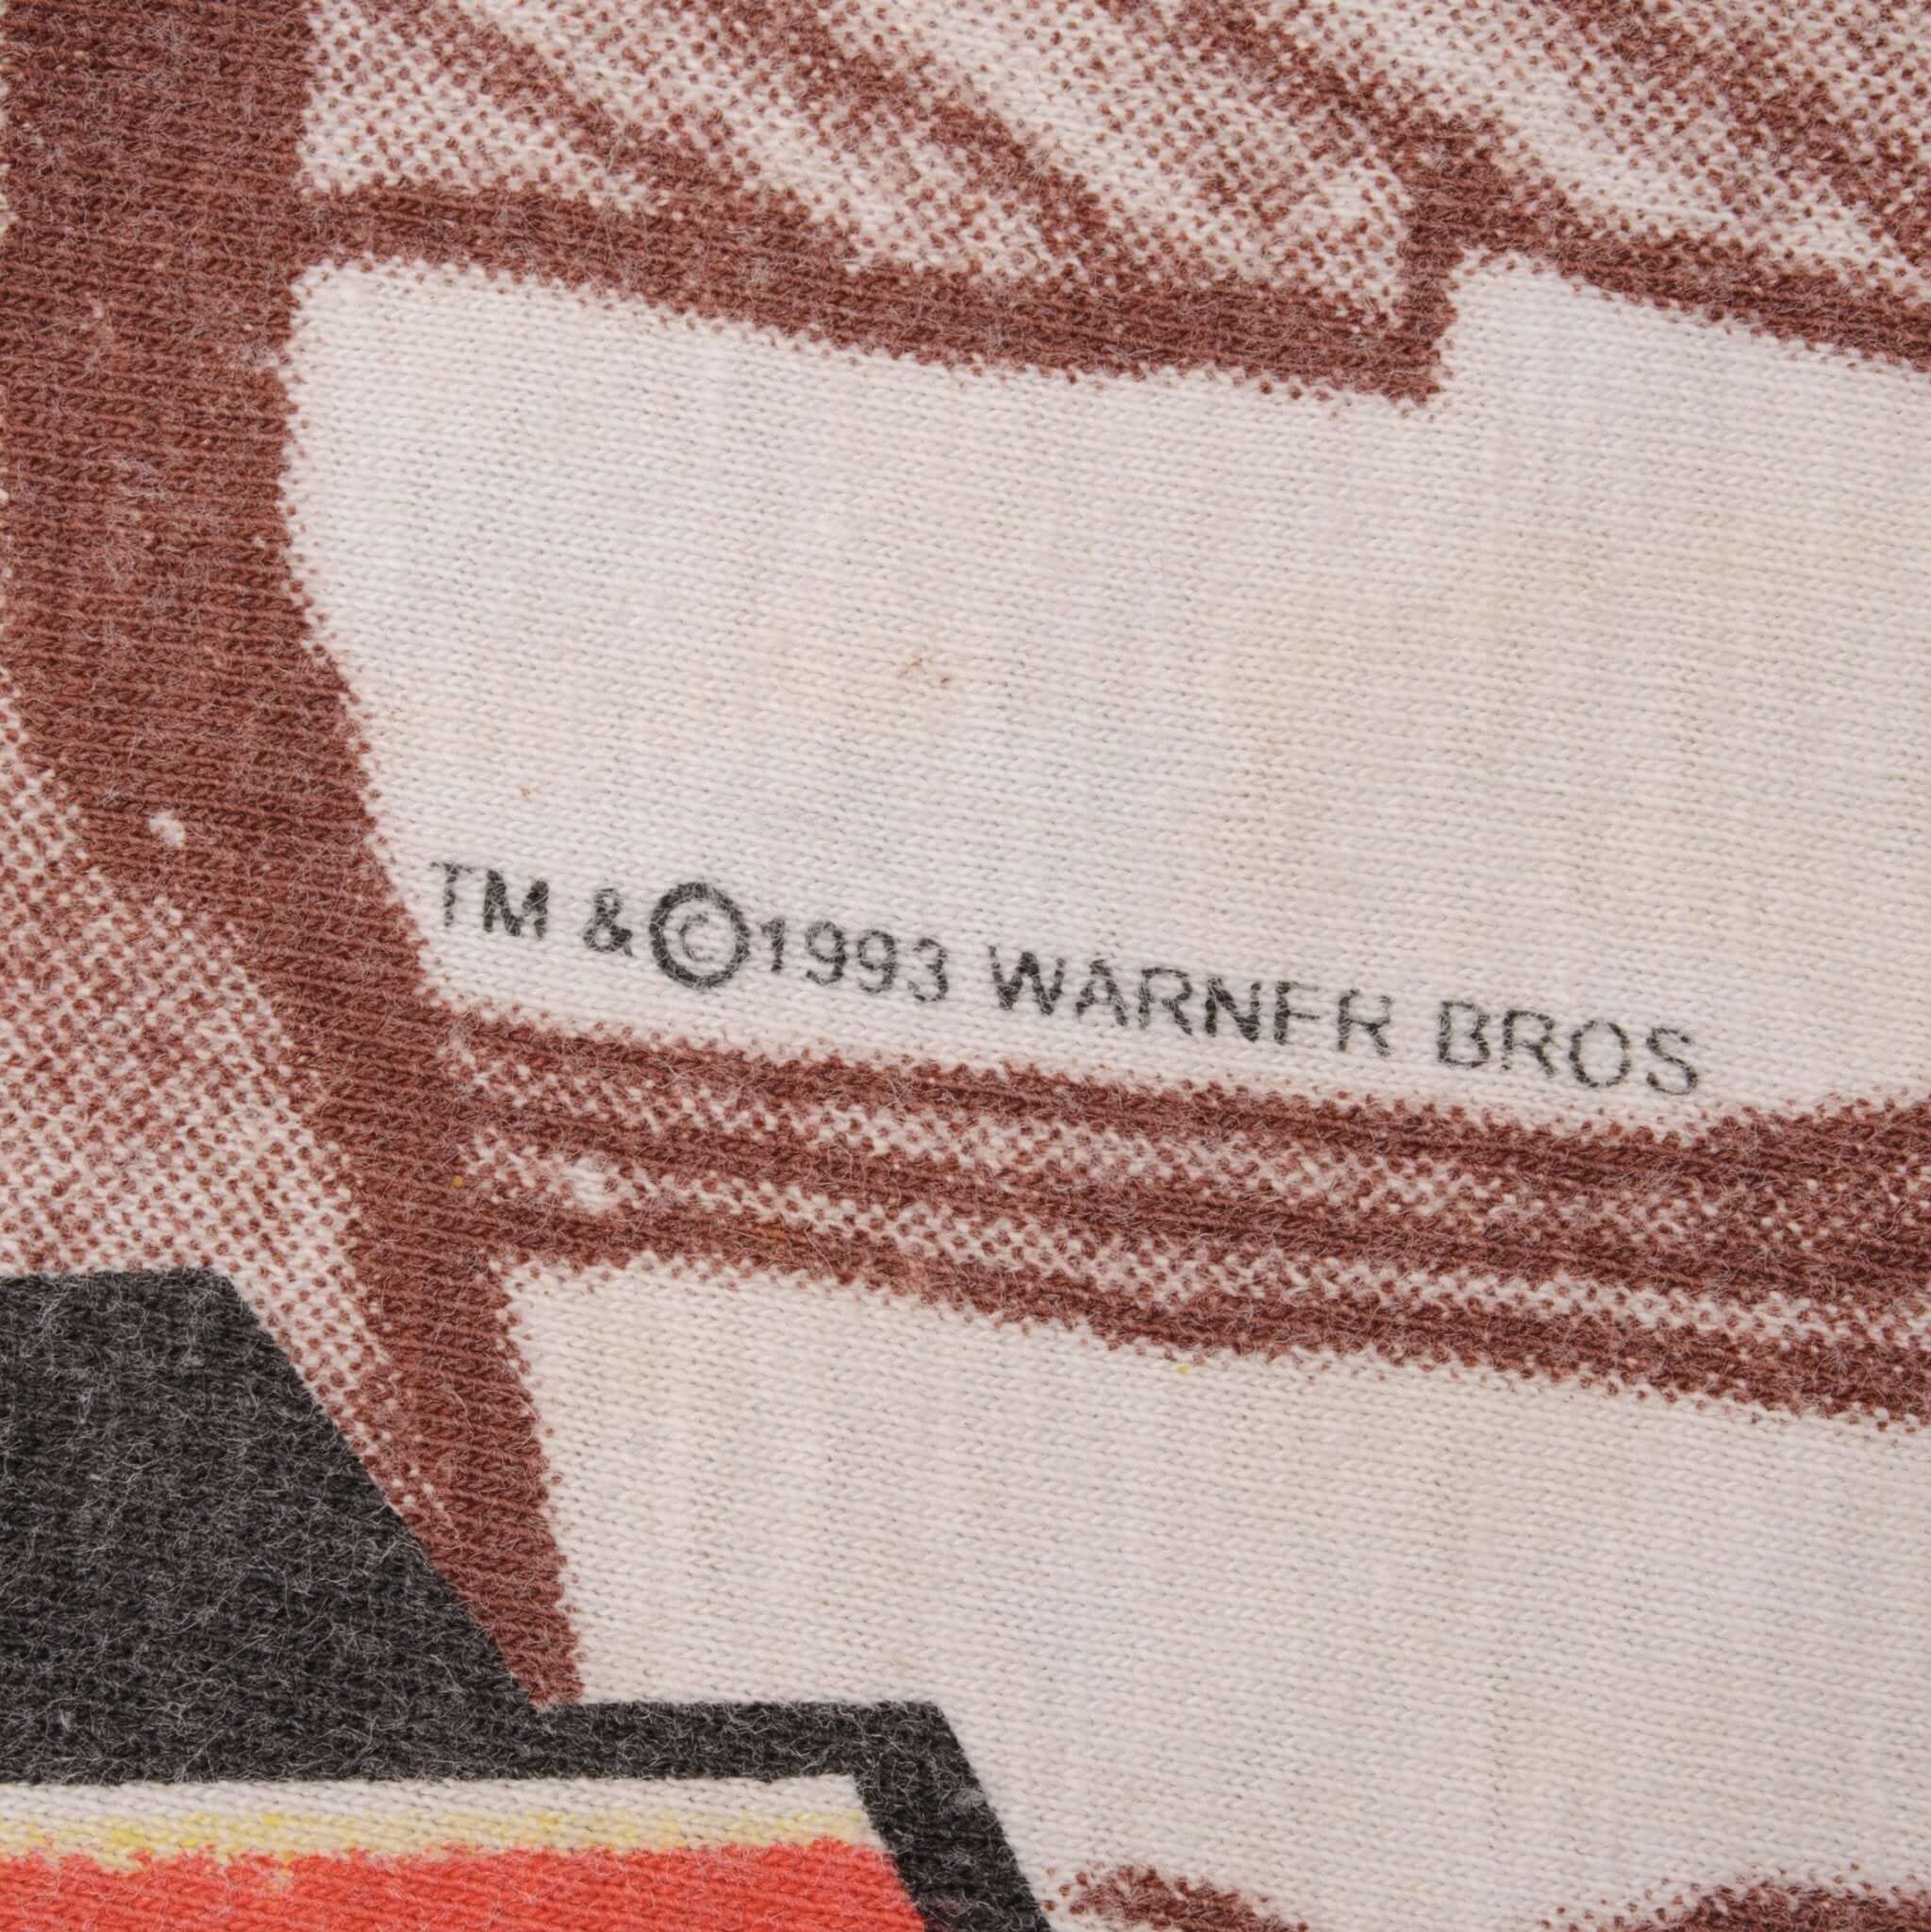 TM & ©1993 WARNER BROS